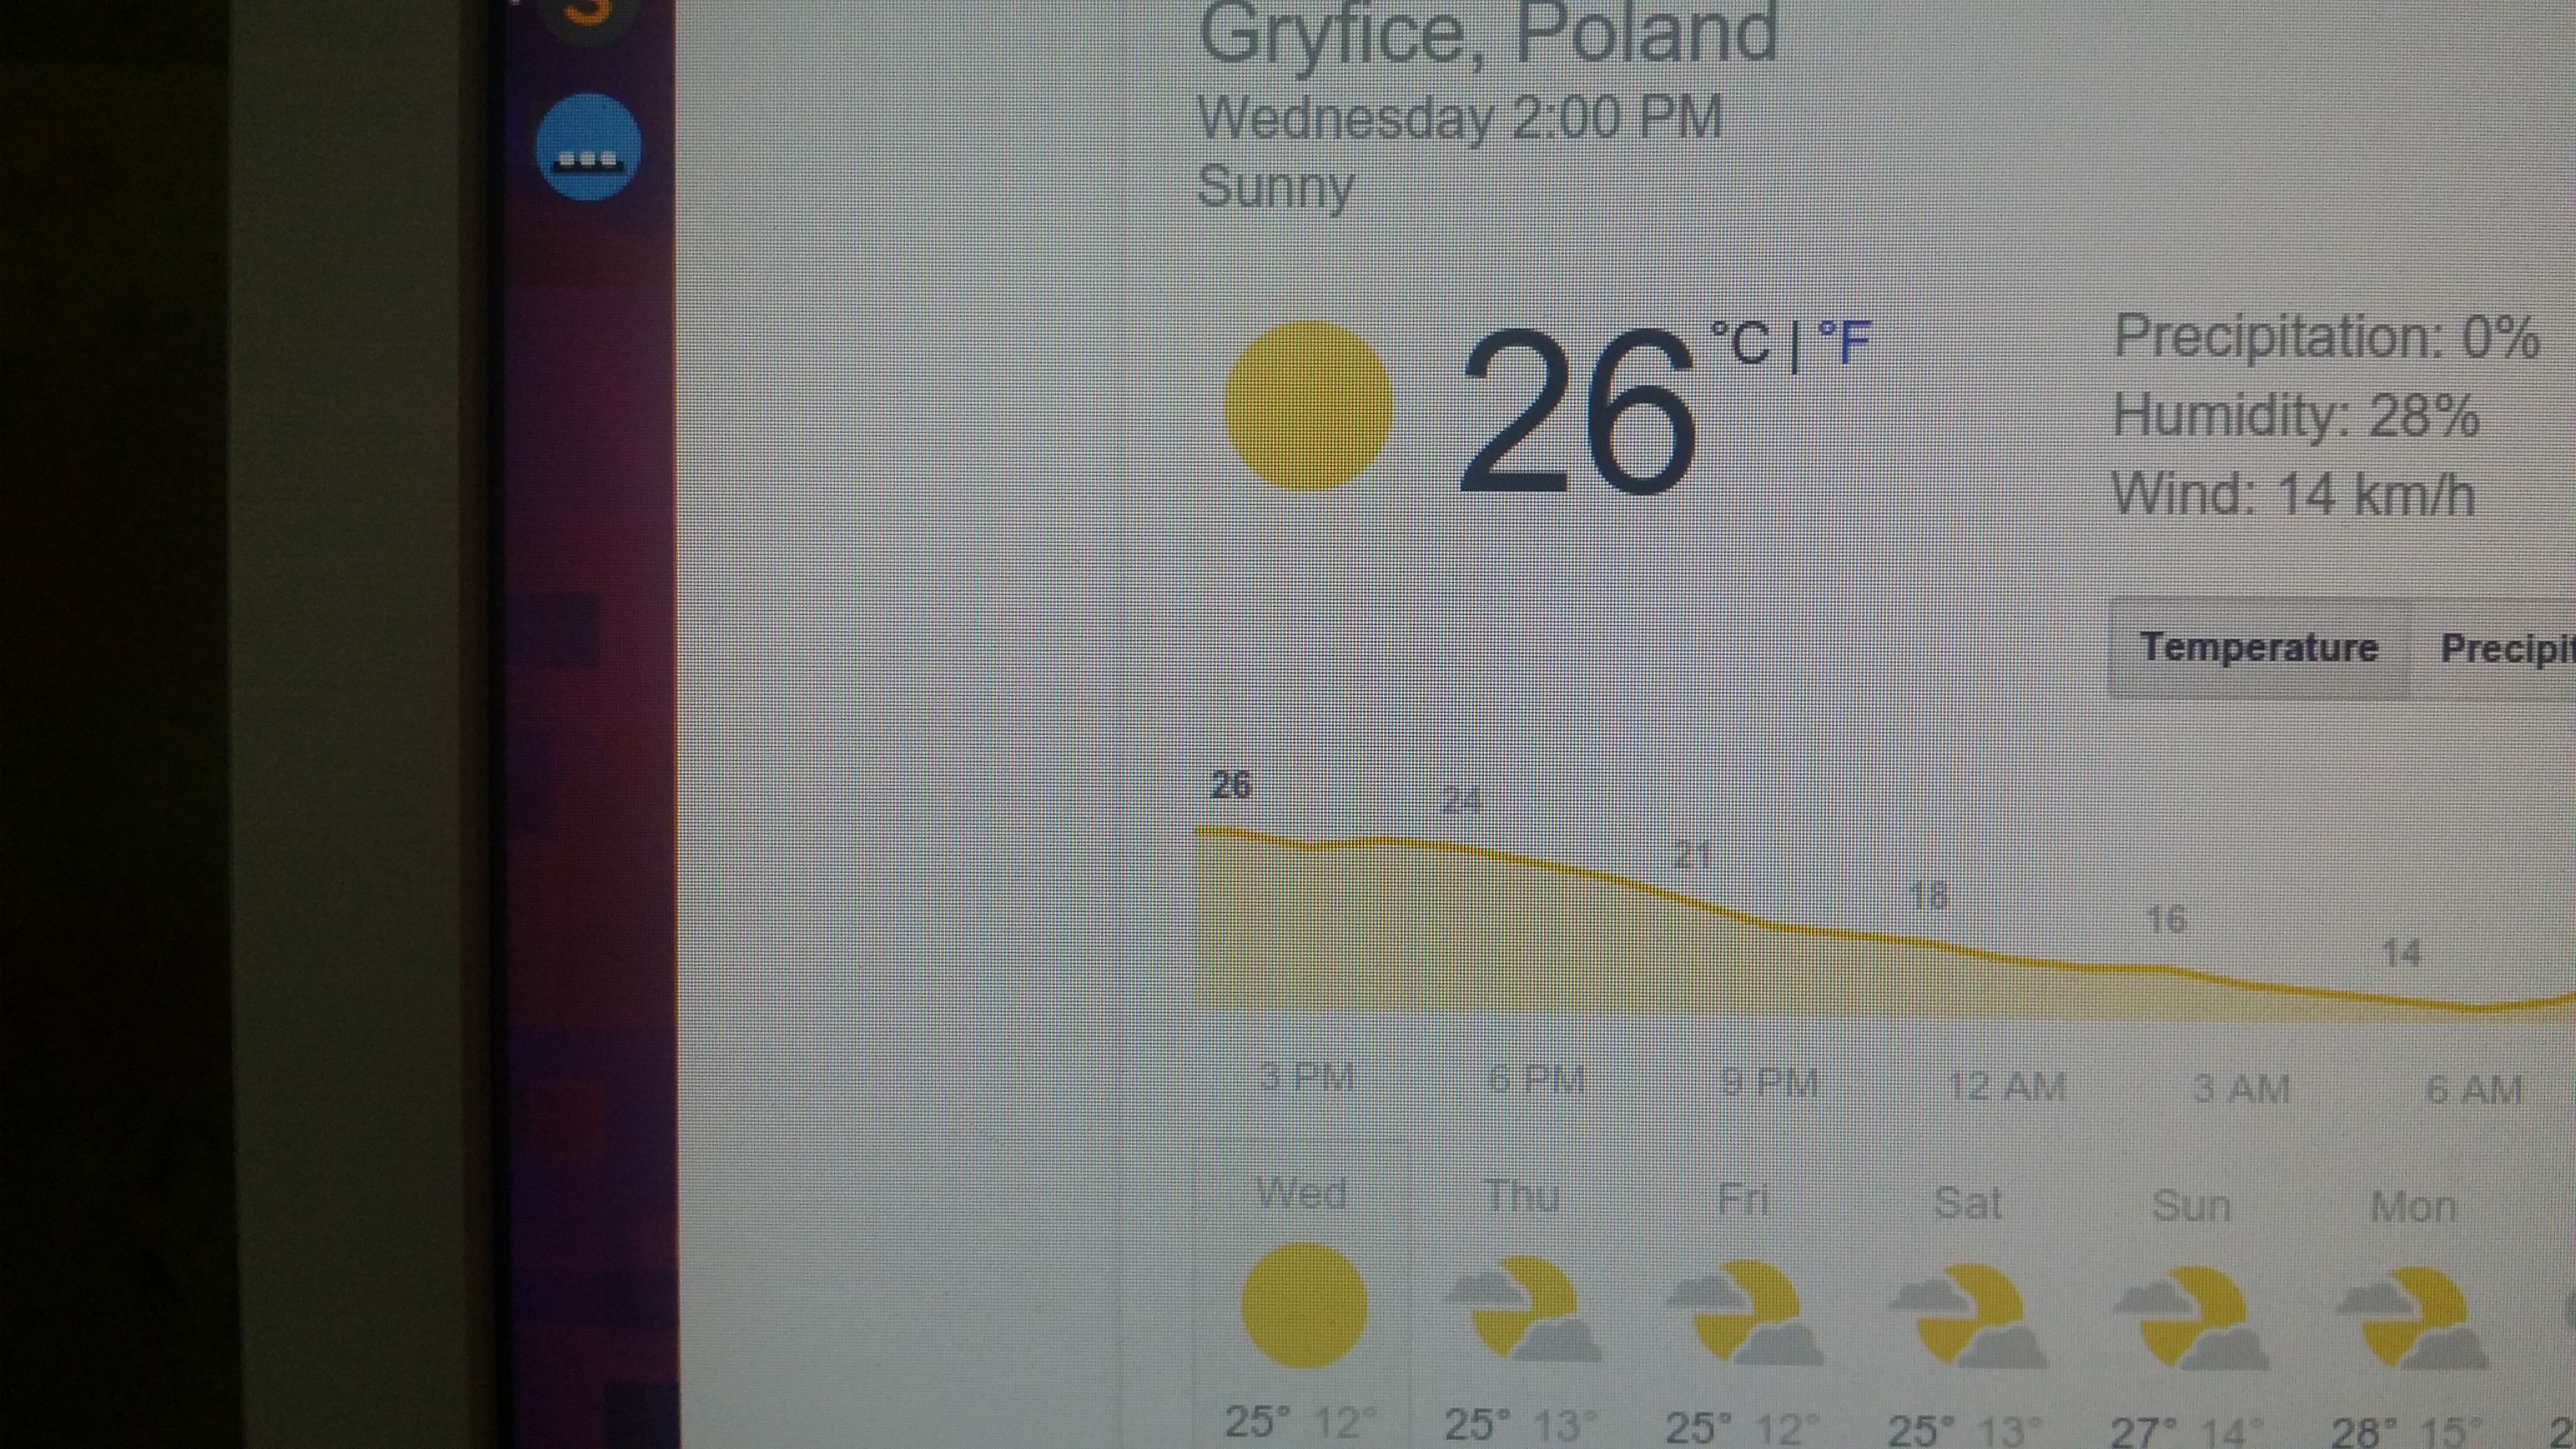 Gryfice, Poland
Wednesday 2:00 PM
Sunny
26 °C | °F
Precipitation: 0%
Humidity: 28%
Wind: 14 km/h
Temperature Precipit
26 24 21 18 16 14
3 PM 6 PM 9 PM 12 AM 3 AM 6 AM
Wed Thu Fri Sat Sun Mon
25° 12° 25° 13° 25° 12° 25° 13° 27° 14° 28° 15° 2